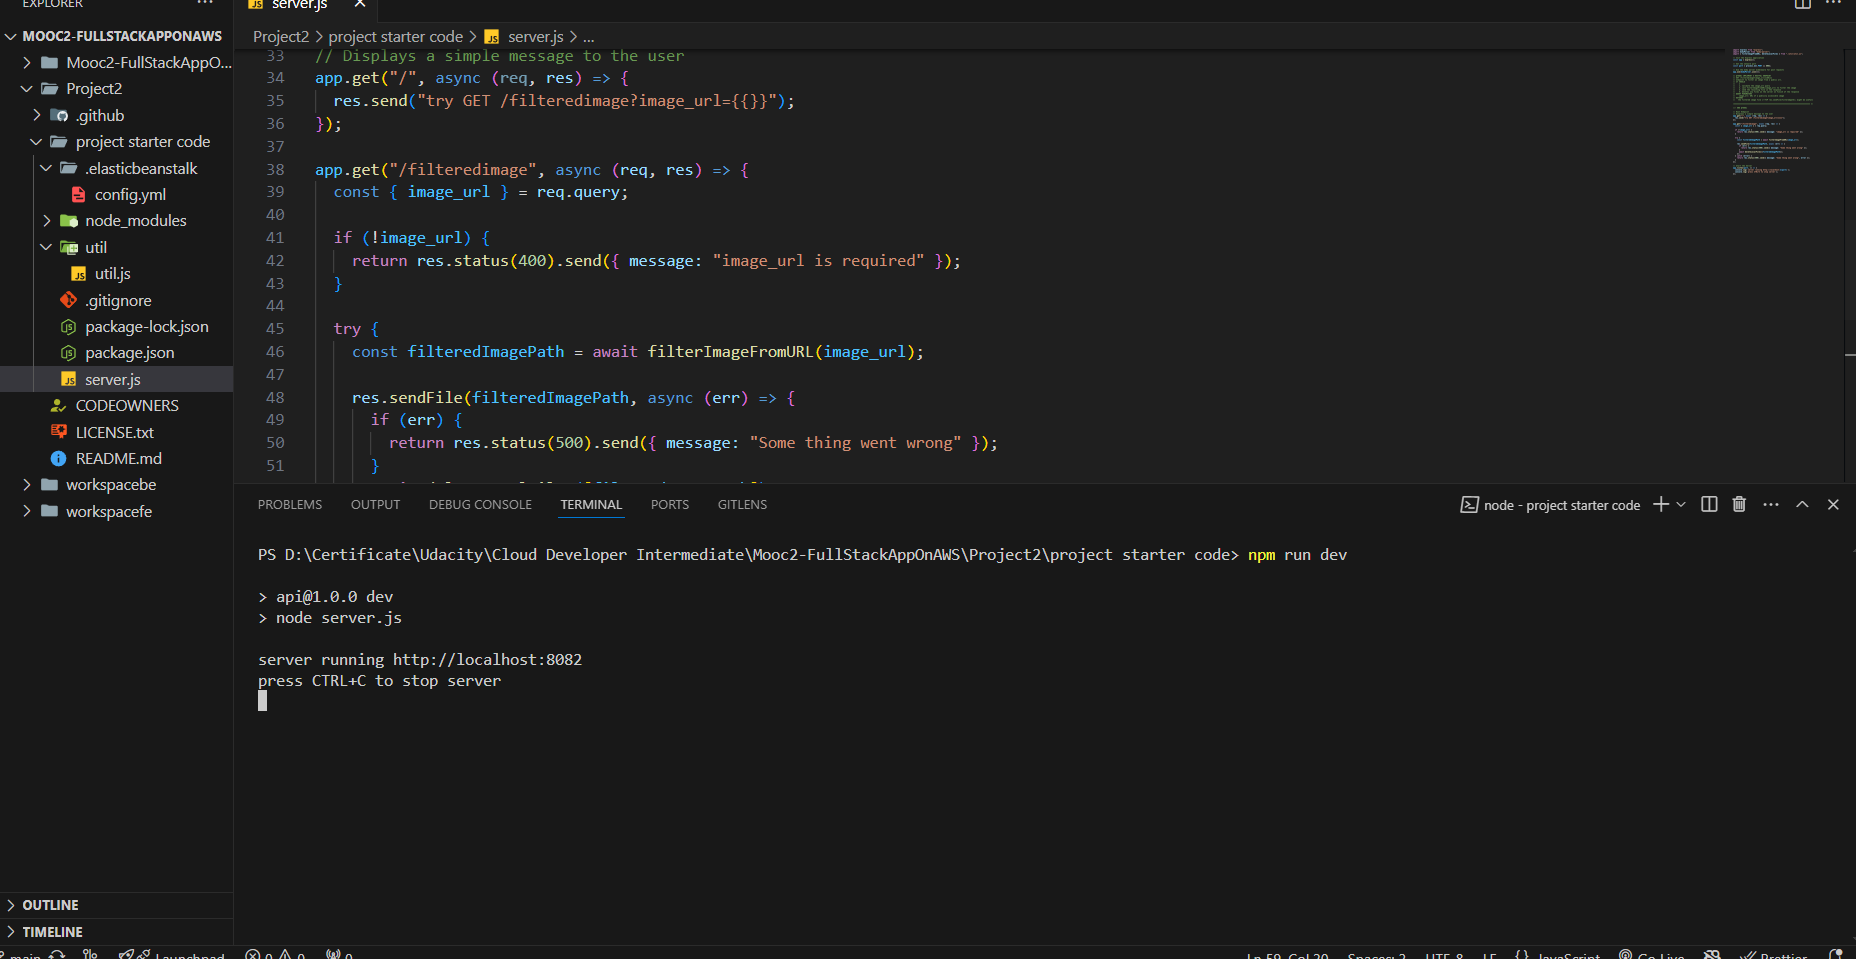 EXPLORER
···
server.js
MOOC2-FULLSTACKAPPONAWS
Mooc2-FullStackAppO...
Project2
.github
project starter code
.elasticbeanstalk
config.yml
node_modules
util
util.js
.gitignore
package-lock.json
package.json
server.js
CODEOWNERS
LICENSE.txt
README.md
workspacebe
workspacefe
OUTLINE
TIMELINE
Project2 > project starter code > server.js > ...
33 // Displays a simple message to the user
34 app.get("/", async (req, res) => {
35 res.send("try GET /filteredimage?image_url={{}}");
36 });
37
38 app.get("/filteredimage", async (req, res) => {
39 const { image_url } = req.query;
40
41 if (!image_url) {
42 return res.status(400).send({ message: "image_url is required" });
43 }
44
45 try {
46 const filteredImagePath = await filterImageFromURL(image_url);
47
48 res.sendFile(filteredImagePath, async (err) => {
49 if (err) {
50 return res.status(500).send({ message: "Some thing went wrong" });
51 }
PROBLEMS OUTPUT DEBUG CONSOLE TERMINAL PORTS GITLENS
node - project starter code
PS D:\Certificate\Udacity\Cloud Developer Intermediate\Mooc2-FullStackAppOnAWS\Project2\project starter code> npm run dev
> api@1.0.0 dev
> node server.js
server running http://localhost:8082
press CTRL+C to stop server
main Launchpad 0 0 0 Ln 59, Col 20 Spaces: 2 UTF-8 LF {} JavaScript Go Live Prettier